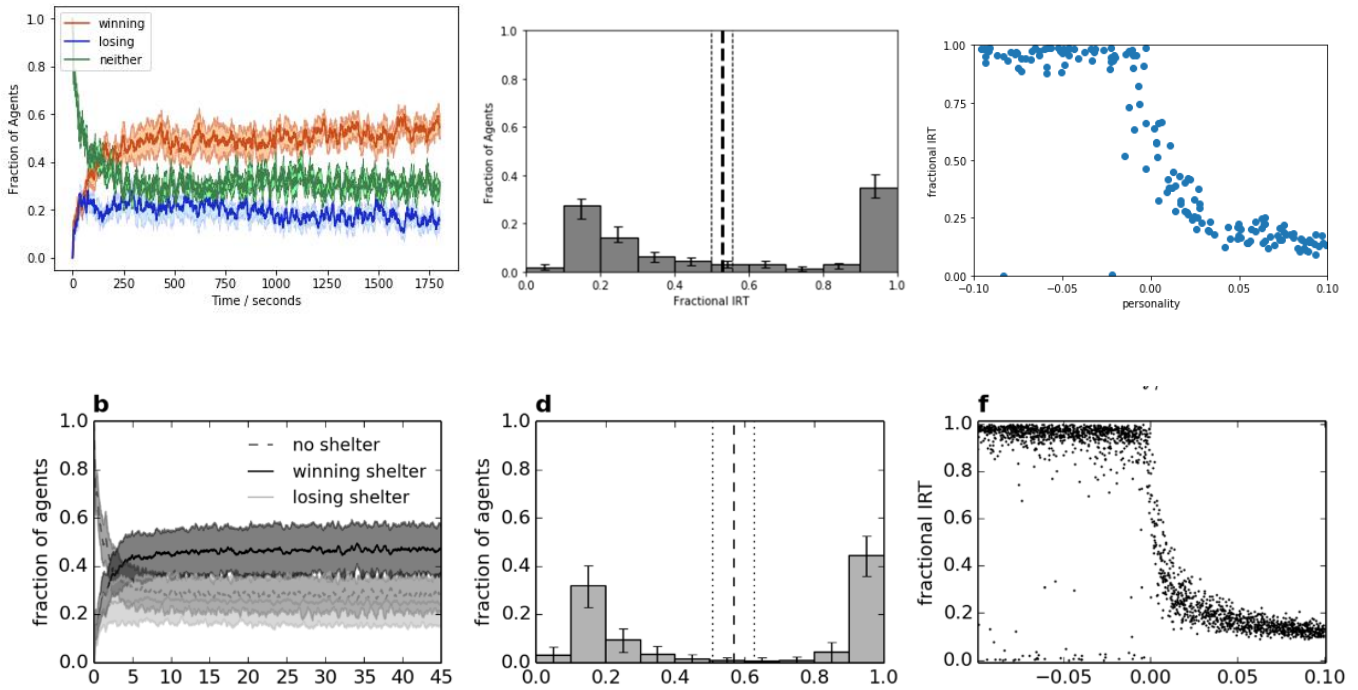 winning
losing
neither
Fraction of Agents
1.0
0.8
0.6
0.4
0.2
0.0
0 250 500 750 1000 1250 1500 1750
Time / seconds
Fraction of Agents
1.0
0.8
0.6
0.4
0.2
0.0
0.0 0.2 0.4 0.6 0.8 1.0
Fractional IRT
fractional IRT
1.00
0.75
0.50
0.25
0.00
−0.10 −0.05 0.00 0.05 0.10
personality
b
no shelter
winning shelter
losing shelter
fraction of agents
1.0
0.8
0.6
0.4
0.2
0.0
0 5 10 15 20 25 30 35 40 45
d
fraction of agents
1.0
0.8
0.6
0.4
0.2
0.0
0.0 0.2 0.4 0.6 0.8 1.0
f
fractional IRT
1.0
0.8
0.6
0.4
0.2
0.0
−0.05 0.00 0.05 0.10